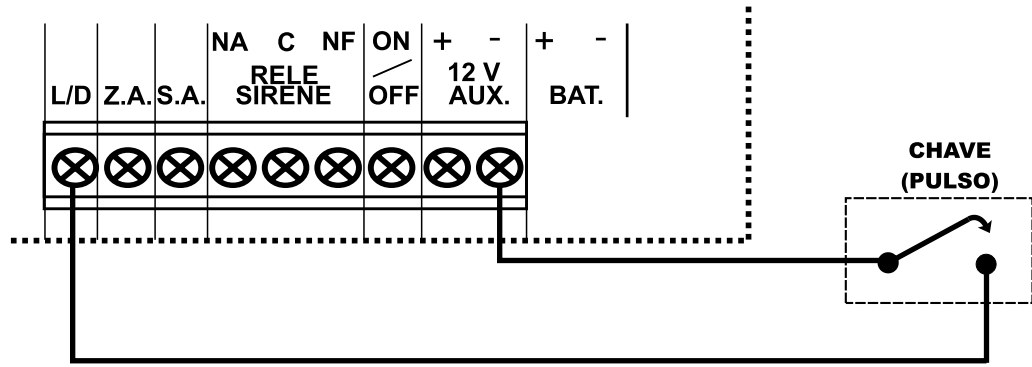 NA C NF ON + - + -
RELE 12 V
L/D Z.A. S.A. SIRENE OFF AUX. BAT.
CHAVE
(PULSO)